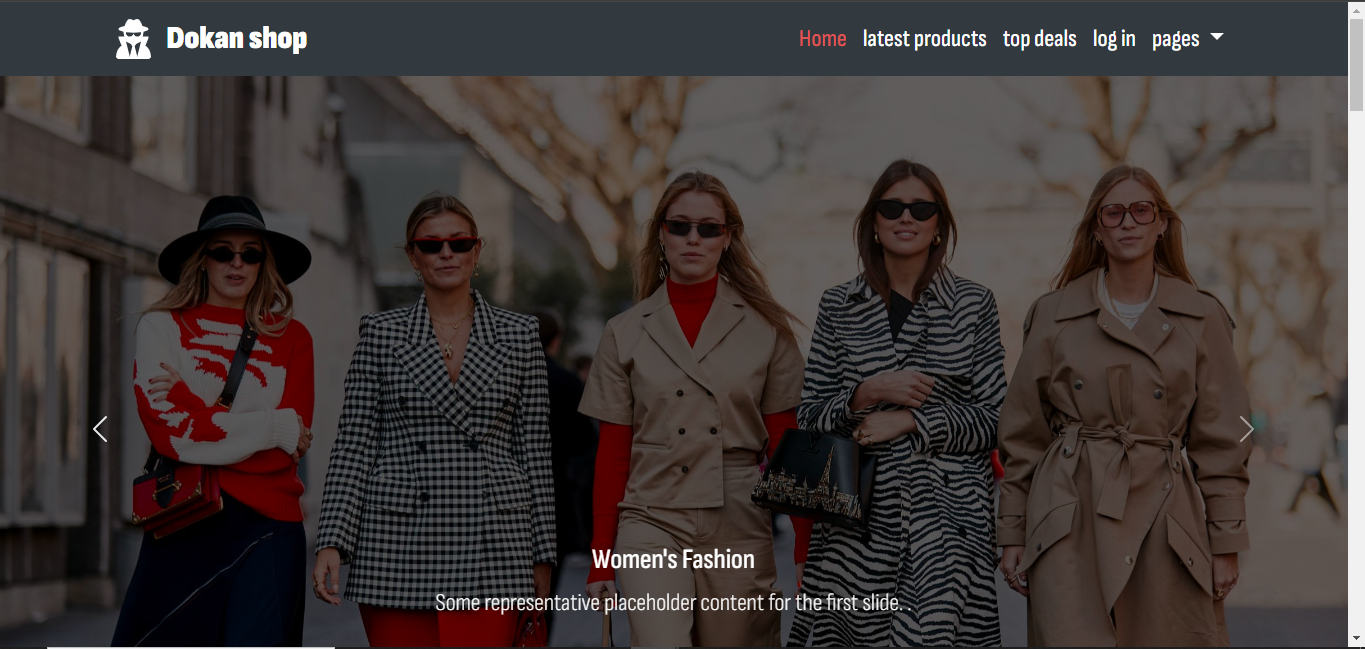 Dokan shop
Home latest products top deals log in pages
Women's Fashion
Some representative placeholder content for the first slide. .